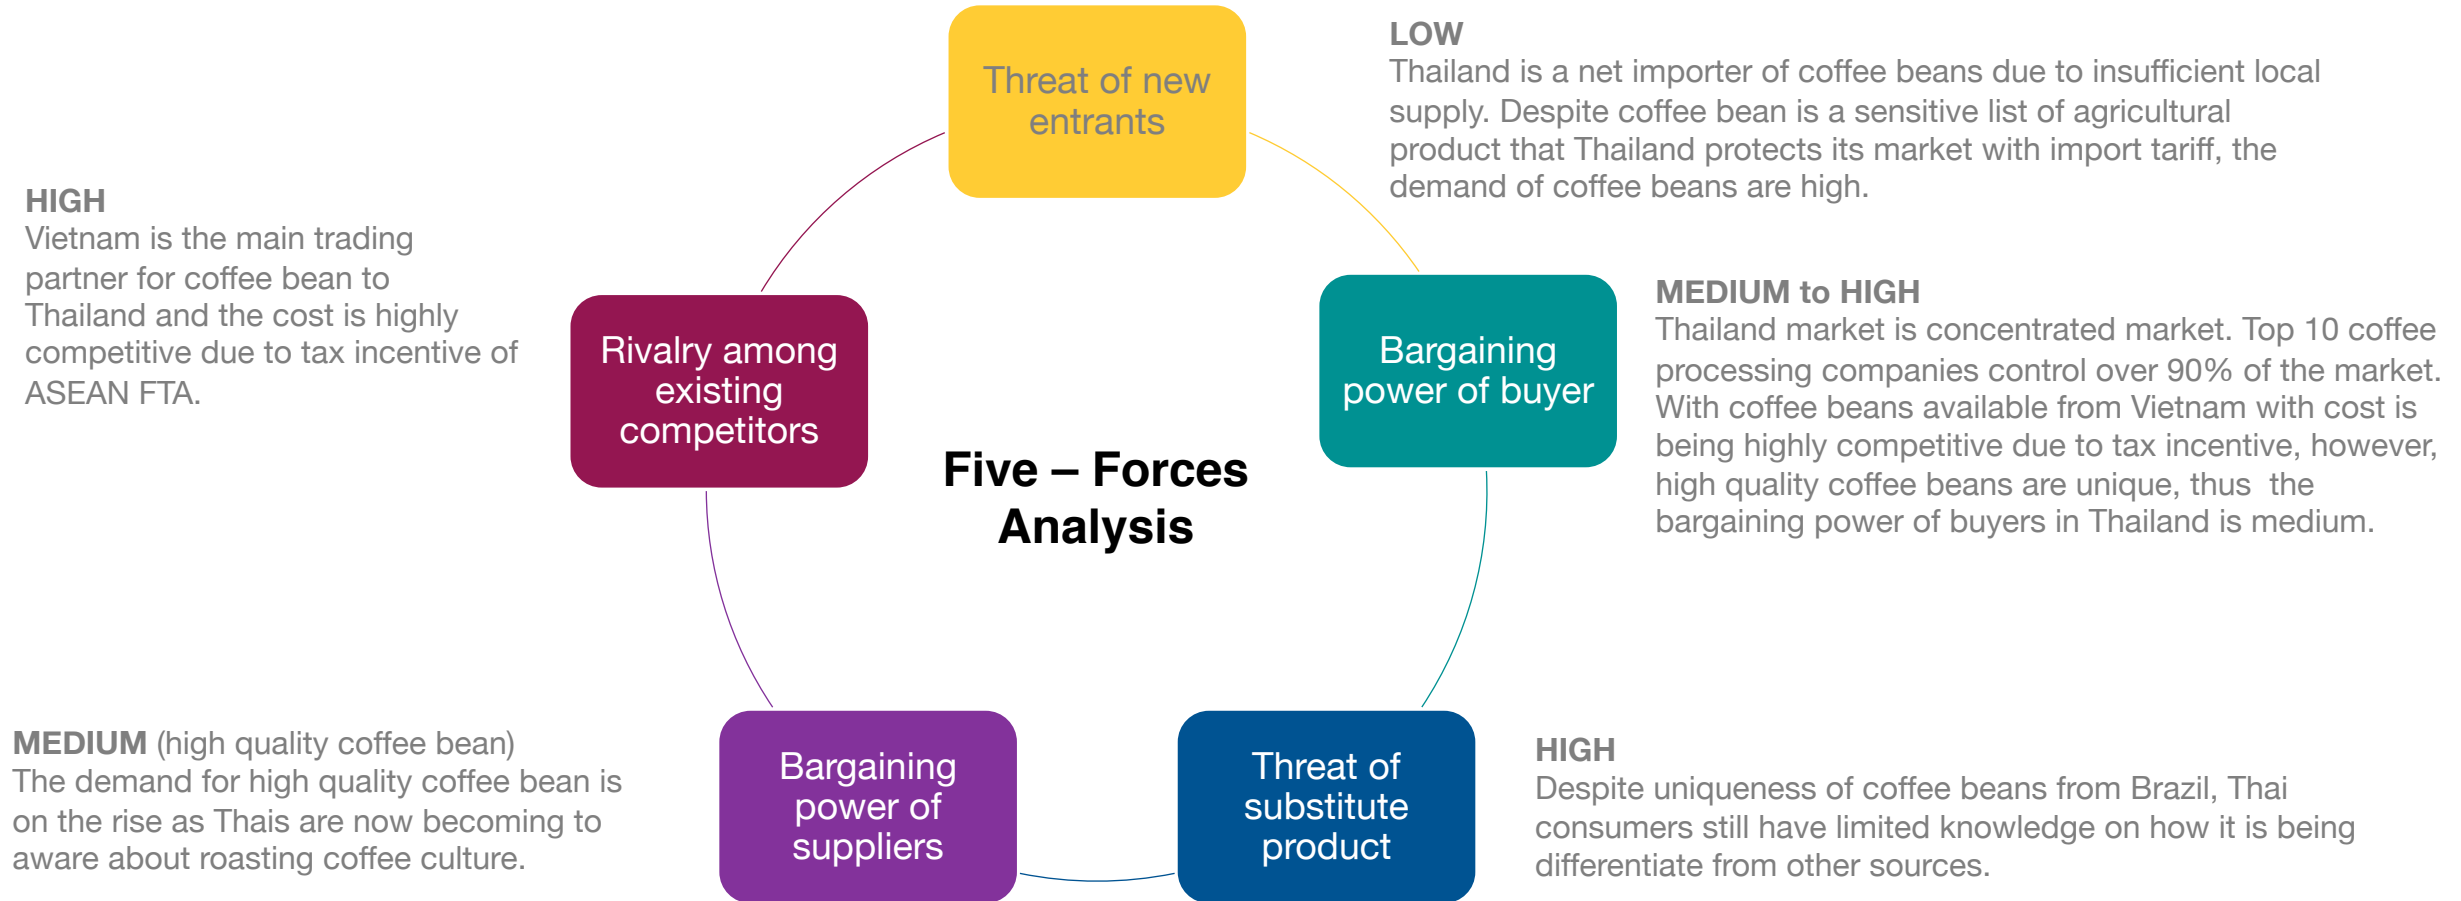 Threat of new
entrants
LOW
Thailand is a net importer of coffee beans due to insufficient local
supply. Despite coffee bean is a sensitive list of agricultural
product that Thailand protects its market with import tariff, the
demand of coffee beans are high.
HIGH
Vietnam is the main trading
partner for coffee bean to
Thailand and the cost is highly
competitive due to tax incentive of
ASEAN FTA.
Rivalry among
existing
competitors
Bargaining
power of buyer
MEDIUM to HIGH
Thailand market is concentrated market. Top 10 coffee
processing companies control over 90% of the market.
With coffee beans available from Vietnam with cost is
being highly competitive due to tax incentive, however,
high quality coffee beans are unique, thus  the
bargaining power of buyers in Thailand is medium.
Five – Forces
Analysis
MEDIUM (high quality coffee bean)
The demand for high quality coffee bean is
on the rise as Thais are now becoming to
aware about roasting coffee culture.
Bargaining
power of
suppliers
Threat of
substitute
product
HIGH
Despite uniqueness of coffee beans from Brazil, Thai
consumers still have limited knowledge on how it is being
differentiate from other sources.